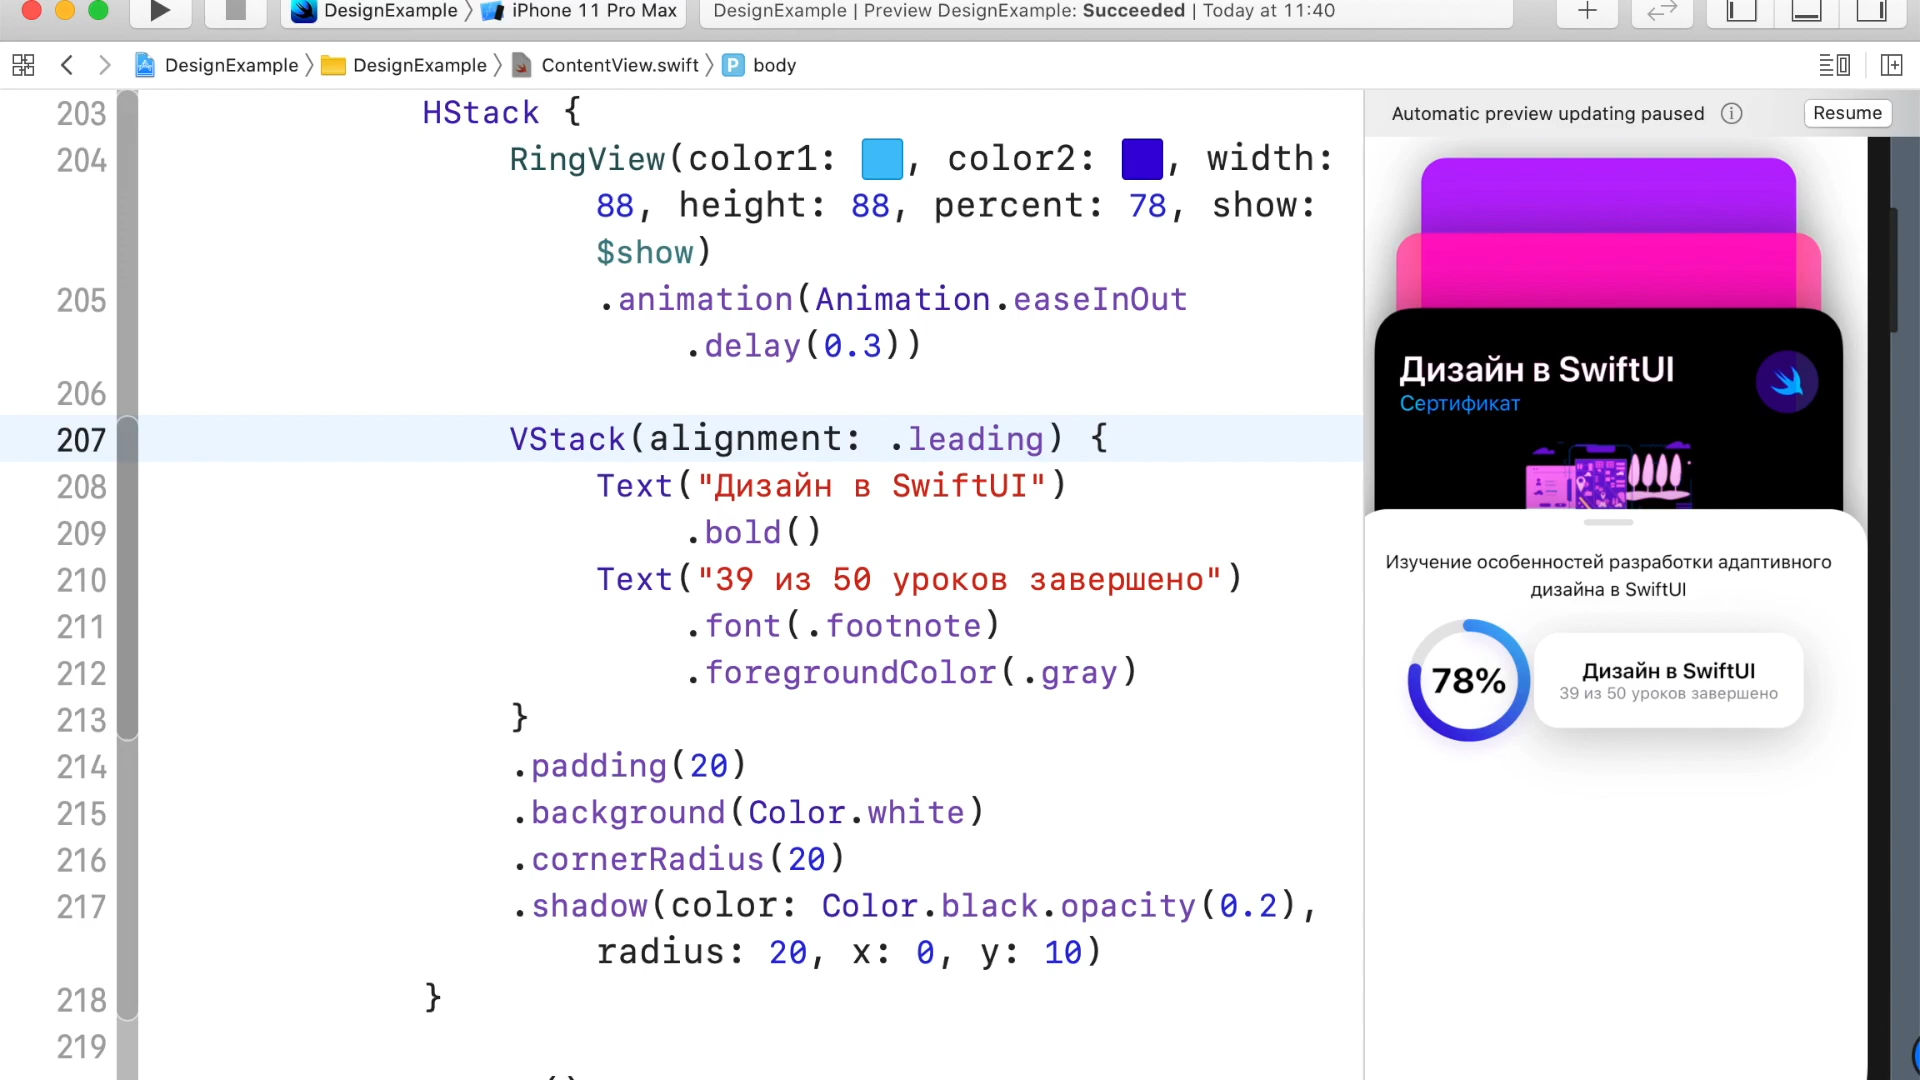 DesignExample 〉 iPhone 11 Pro Max
DesignExample | Preview DesignExample: Succeeded | Today at 11:40
DesignExample 〉 DesignExample 〉 ContentView.swift 〉 P body
203 HStack {
204 RingView(color1: , color2: , width:
88, height: 88, percent: 78, show:
$show)
205 .animation(Animation.easeInOut
.delay(0.3))
206
207 VStack(alignment: .leading) {
208 Text("Дизайн в SwiftUI")
209 .bold()
210 Text("39 из 50 уроков завершено")
211 .font(.footnote)
212 .foregroundColor(.gray)
213 }
214 .padding(20)
215 .background(Color.white)
216 .cornerRadius(20)
217 .shadow(color: Color.black.opacity(0.2),
radius: 20, x: 0, y: 10)
218 }
219
Automatic preview updating paused
Resume
Дизайн в SwiftUI
Сертификат
Изучение особенностей разработки адаптивного
дизайна в SwiftUI
78%
Дизайн в SwiftUI
39 из 50 уроков завершено